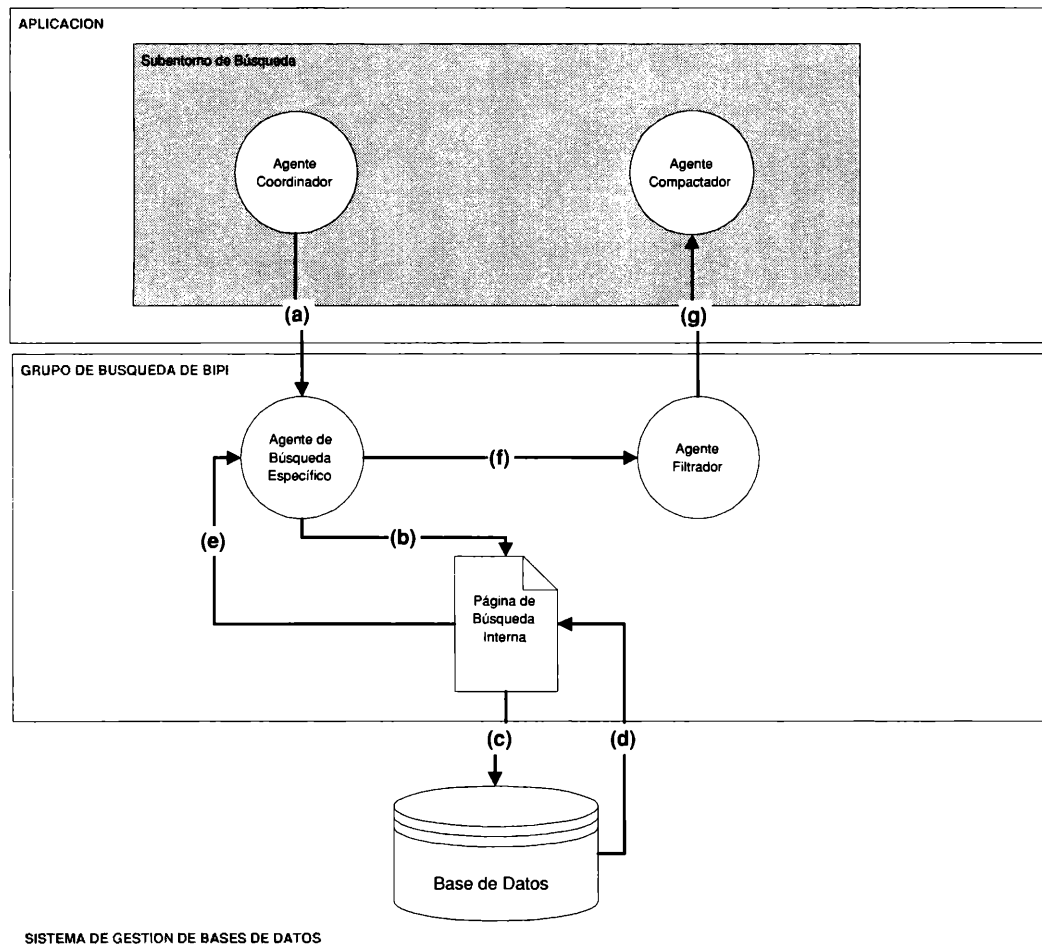 APLICACION
Subentorno de Búsqueda
Agente
Coordinador
Agente
Compactador
(a)
(g)
GRUPO DE BUSQUEDA DE BIPI
Agente de
Búsqueda
Específico
(f)
Agente
Filtrador
(e)
(b)
Página de
Búsqueda
Interna
(c)
(d)
Base de Datos
SISTEMA DE GESTION DE BASES DE DATOS